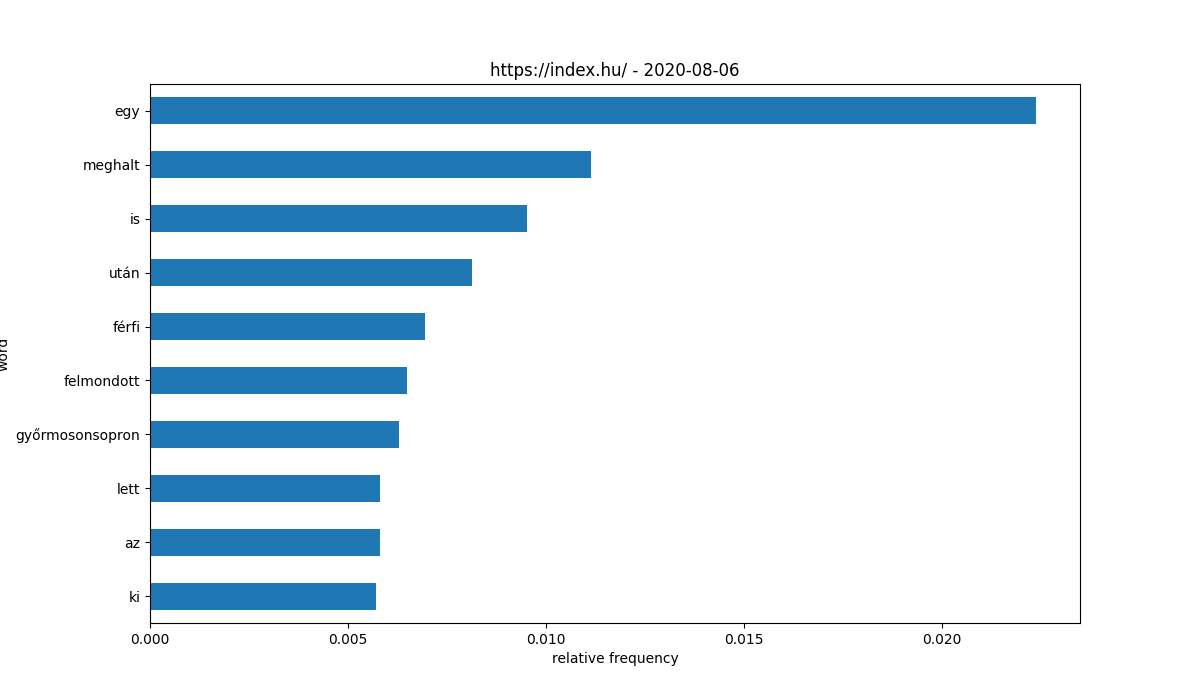 https://index.hu/ - 2020-08-06
egy
meghalt
is
után
férfi
felmondott
győrmosonsopron
lett
az
ki
word
0.000 0.005 0.010 0.015 0.020
relative frequency